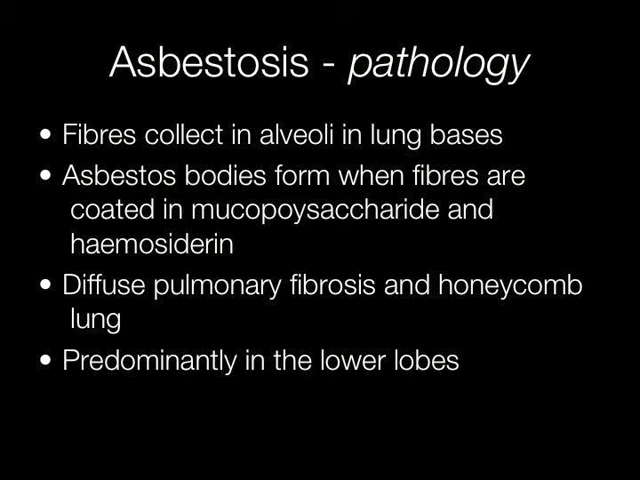 Asbestosis - pathology
• Fibres collect in alveoli in lung bases
• Asbestos bodies form when fibres are
coated in mucopoysaccharide and
haemosiderin
• Diffuse pulmonary fibrosis and honeycomb
lung
• Predominantly in the lower lobes